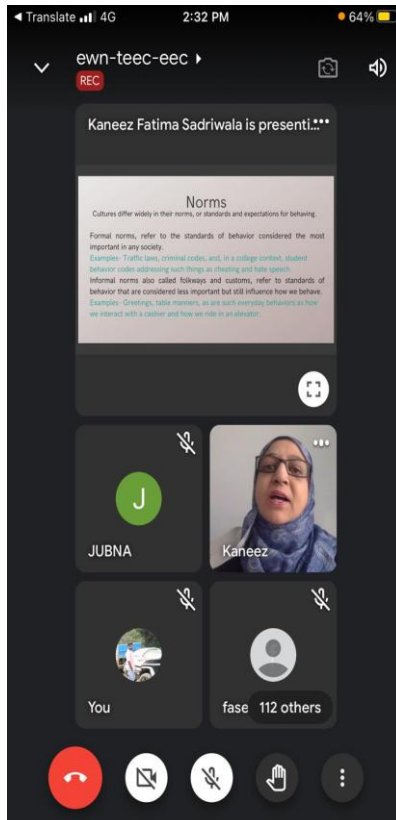 Translate 4G 2:32 PM 64%
ewn-teec-eec
REC
Kaneez Fatima Sadriwala is presenti...
Norms
Cultures differ widely in their norms, or standards and expectations for behaving.
Formal norms, refer to the standards of behavior considered the most
important in any society.
Examples- Traffic laws, criminal codes, and, in a college context, student
behavior codes addressing such things as cheating and hate speech.
Informal norms also called folkways and customs, refer to standards of
behavior that are considered less important but still influence how we behave.
Examples- Greetings, table manners, as are such everyday behaviors as how
we interact with a cashier and how we ride in an elevator.
J
JUBNA
Kaneez
You
fase 112 others